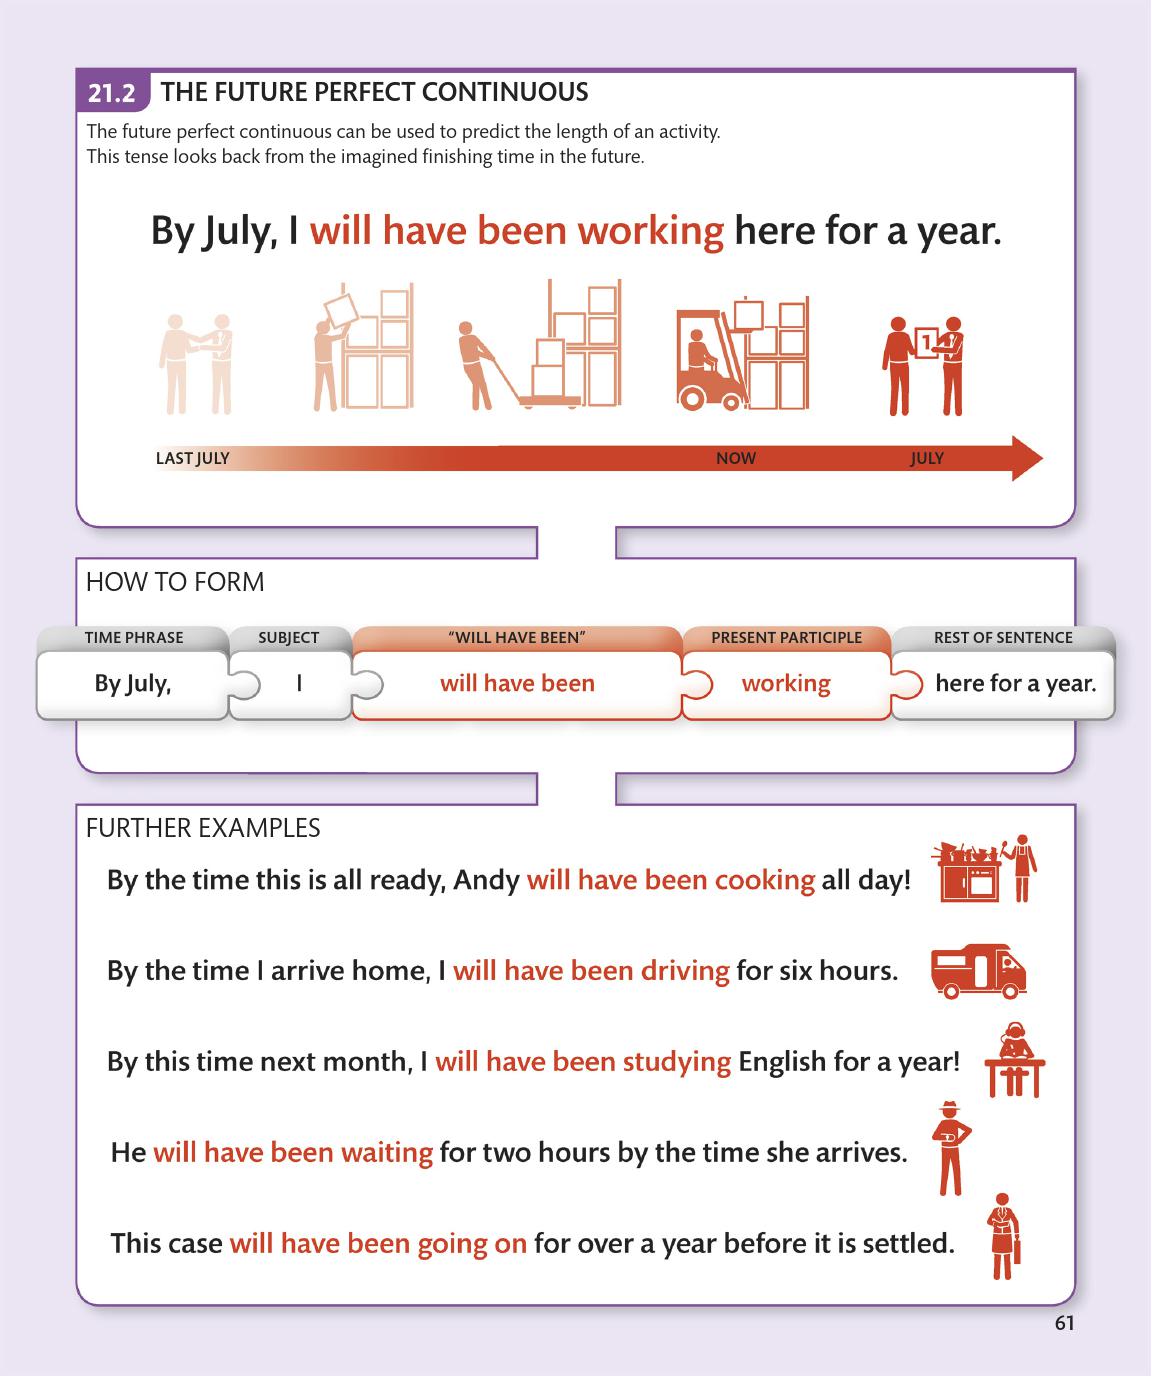 21.2 THE FUTURE PERFECT CONTINUOUS
The future perfect continuous can be used to predict the length of an activity.
This tense looks back from the imagined finishing time in the future.
By July, I will have been working here for a year.
1
LAST JULY NOW JULY
HOW TO FORM
TIME PHRASE SUBJECT “WILL HAVE BEEN” PRESENT PARTICIPLE REST OF SENTENCE
By July, I will have been working here for a year.
FURTHER EXAMPLES
By the time this is all ready, Andy will have been cooking all day!
By the time I arrive home, I will have been driving for six hours.
By this time next month, I will have been studying English for a year!
He will have been waiting for two hours by the time she arrives.
This case will have been going on for over a year before it is settled.
61